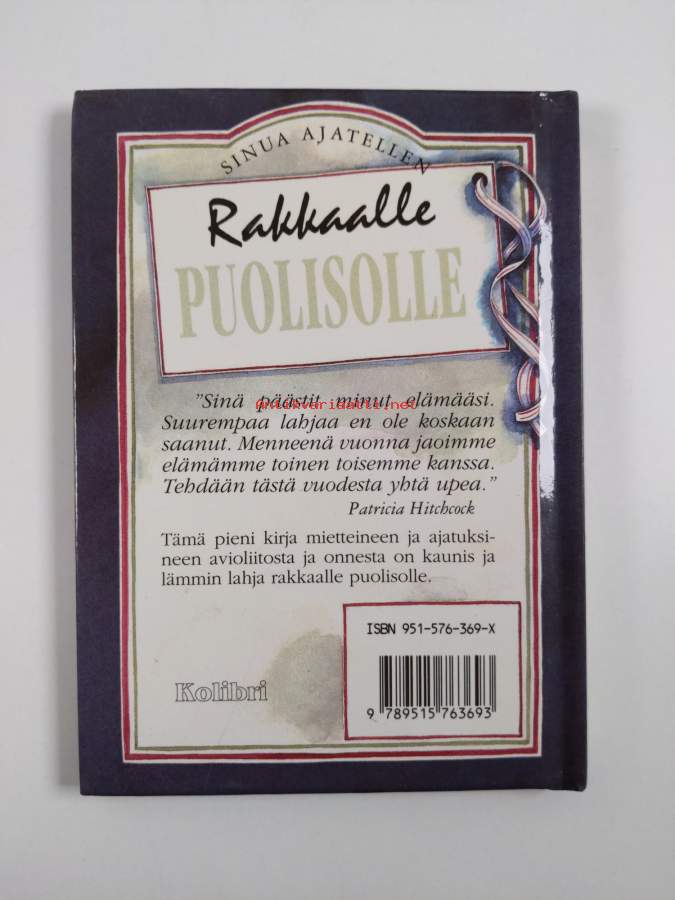 SINUA AJATELLEN
Rakkaalle
PUOLISOLLE
"Sinä päästit minut elämääsi.
antikvariaatti.net
Suurempaa lahjaa en ole koskaan
saanut. Menneenä vuonna jaoimme
elämämme toinen toisemme kanssa.
Tehdään tästä vuodesta yhtä upea."
Patricia Hitchcock
Tämä pieni kirja mietteineen ja ajatuksi-
neen avioliitosta ja onnesta on kaunis ja
lämmin lahja rakkaalle puolisolle.
ISBN 951-576-369-X
Kolibri
9 789515 763693